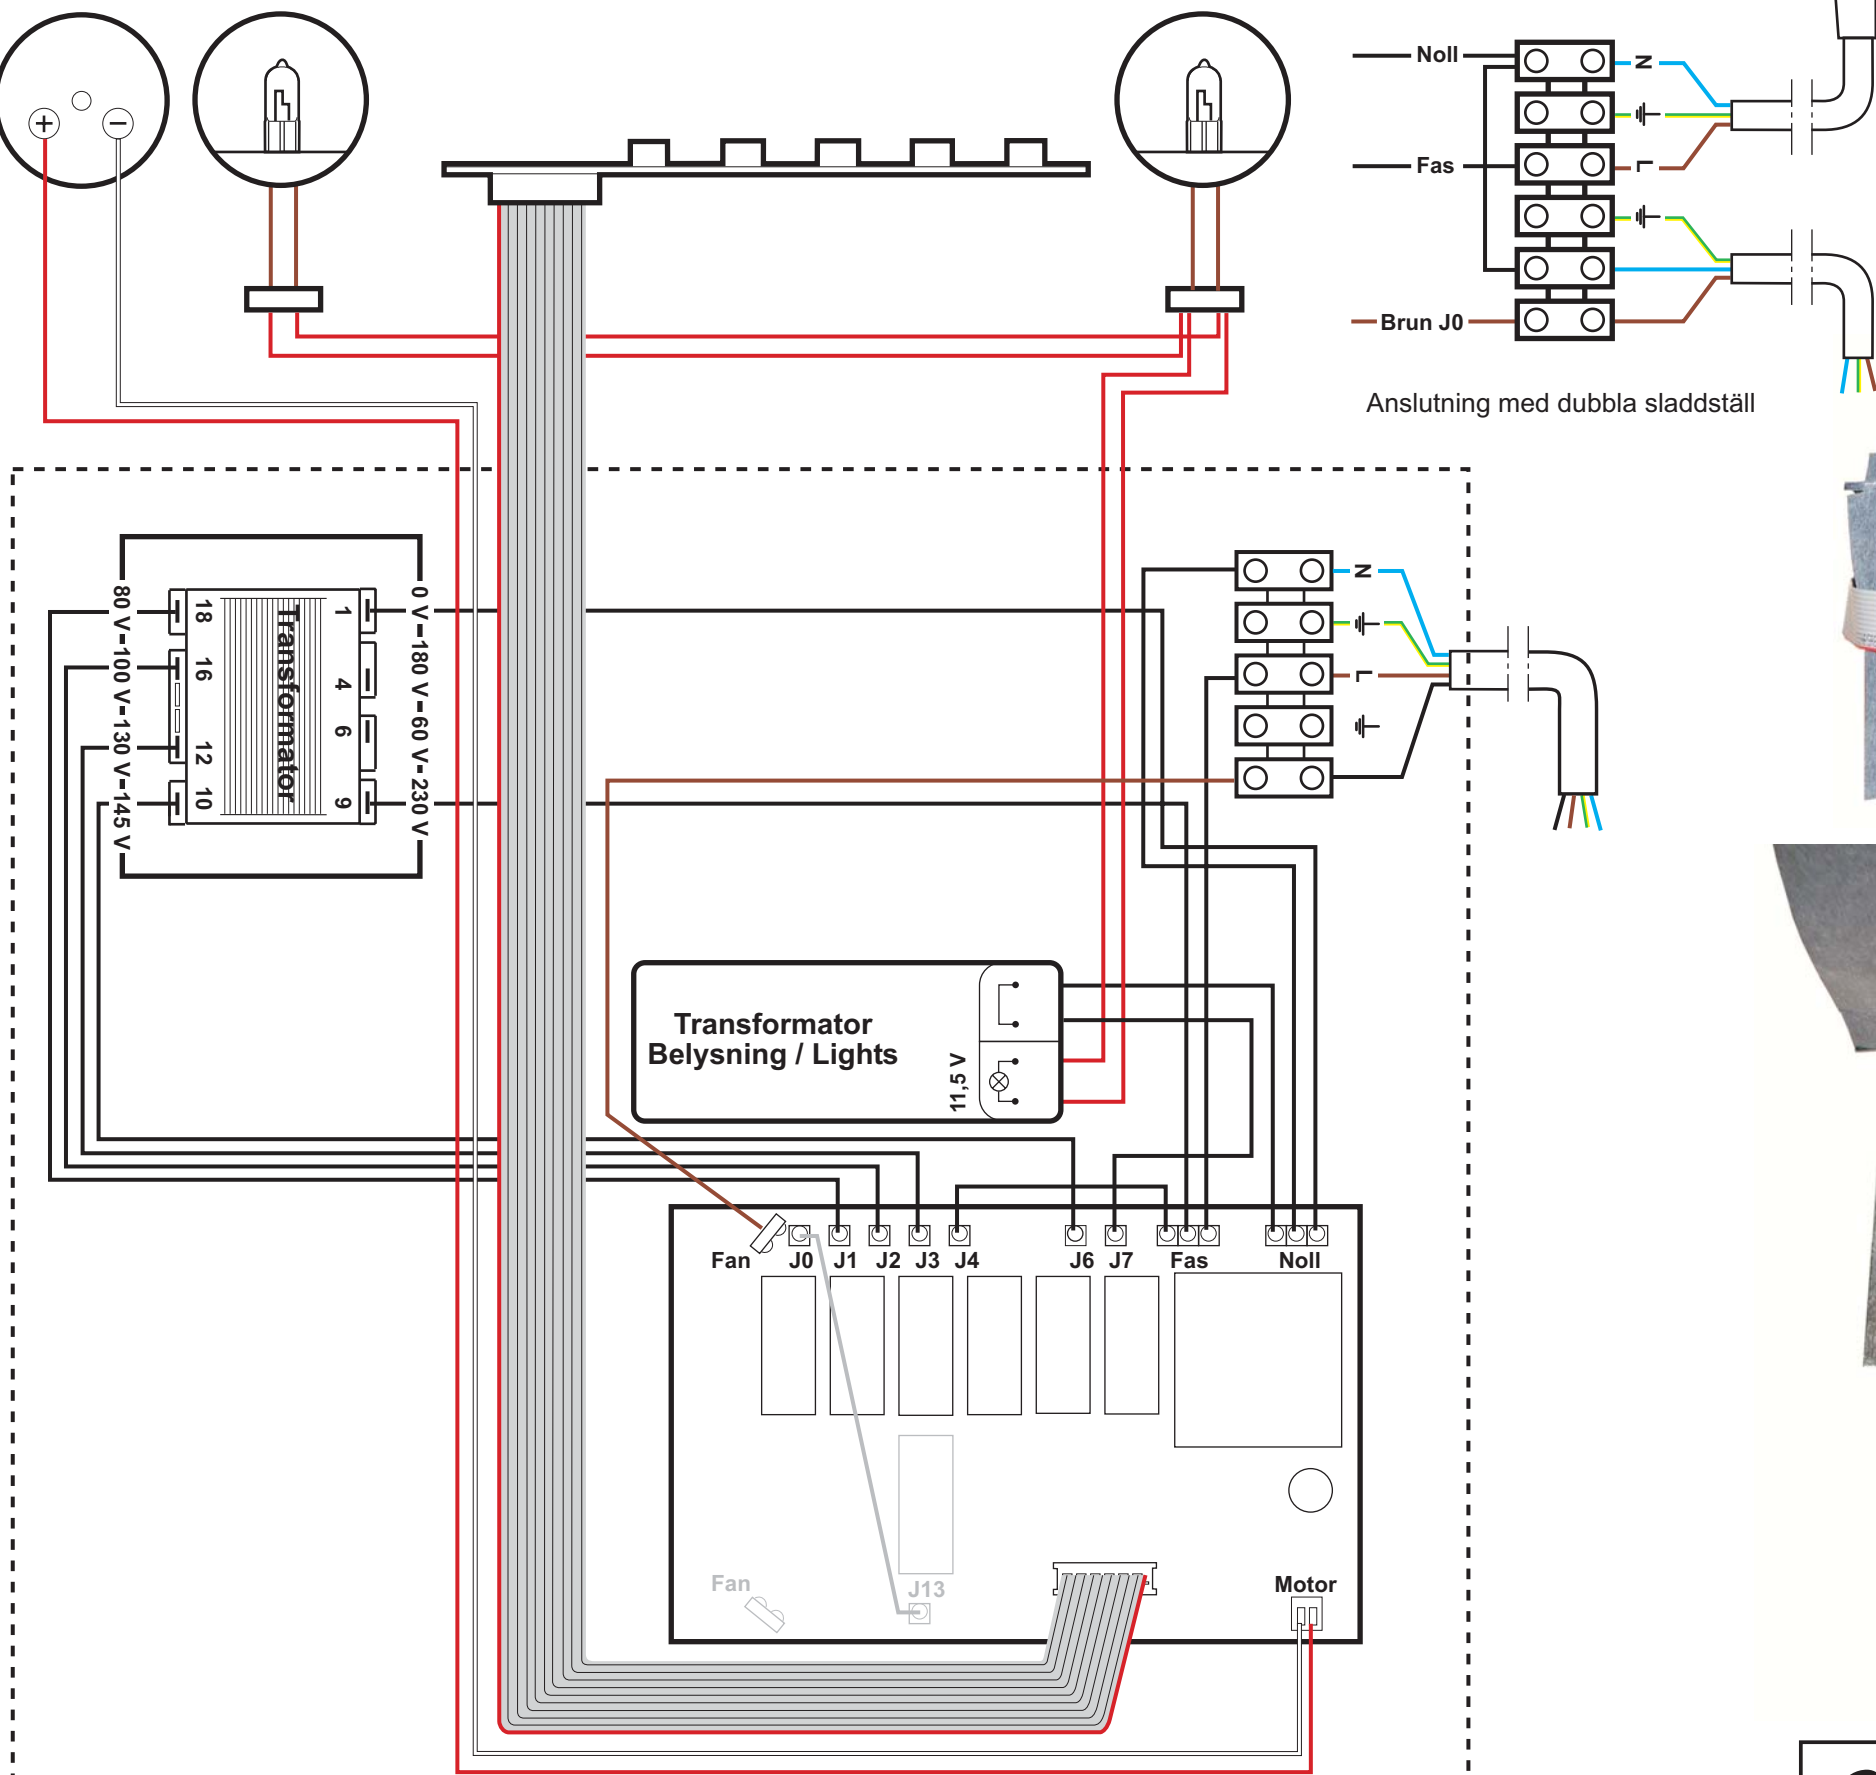 +
−
Noll
N
Fas
L
Brun J0
Anslutning med dubbla sladdställ
80 V-100 V-130 V-145 V
18
16
12
10
Transformator
1
4
6
9
0 V-180 V-60 V-230 V
N
L
Transformator
Belysning / Lights
11,5 V
Fan
J0
J1
J2
J3
J4
J6
J7
Fas
Noll
Fan
J13
Motor